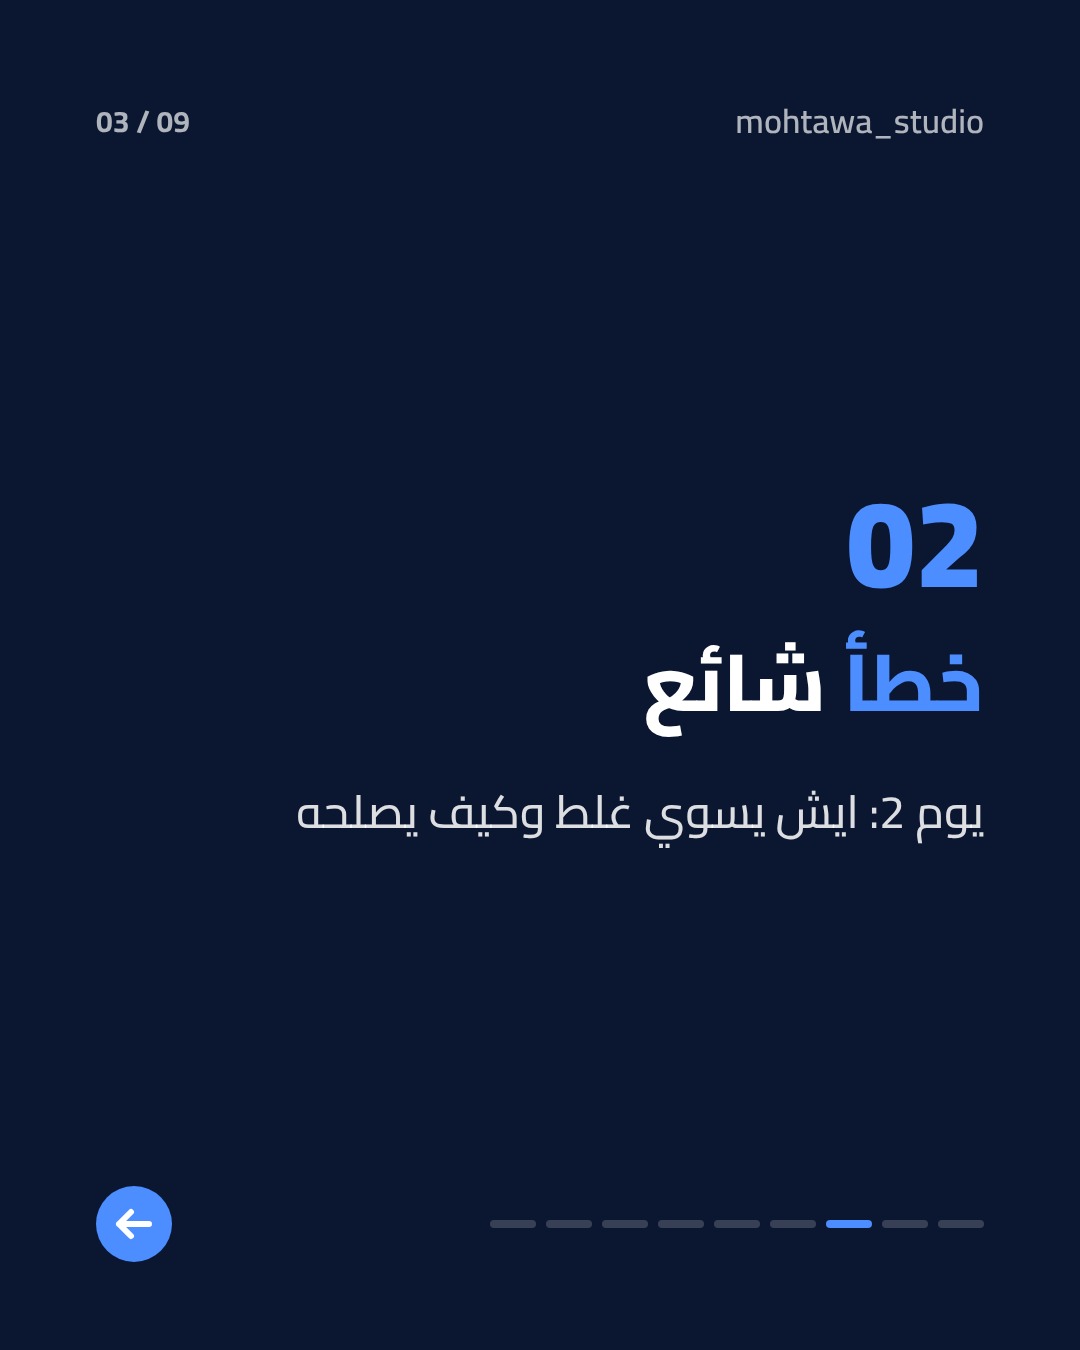 mohtawa_studio
03 / 09
02
خطأ شائع
يوم 2: ايش يسوي غلط وكيف يصلحه